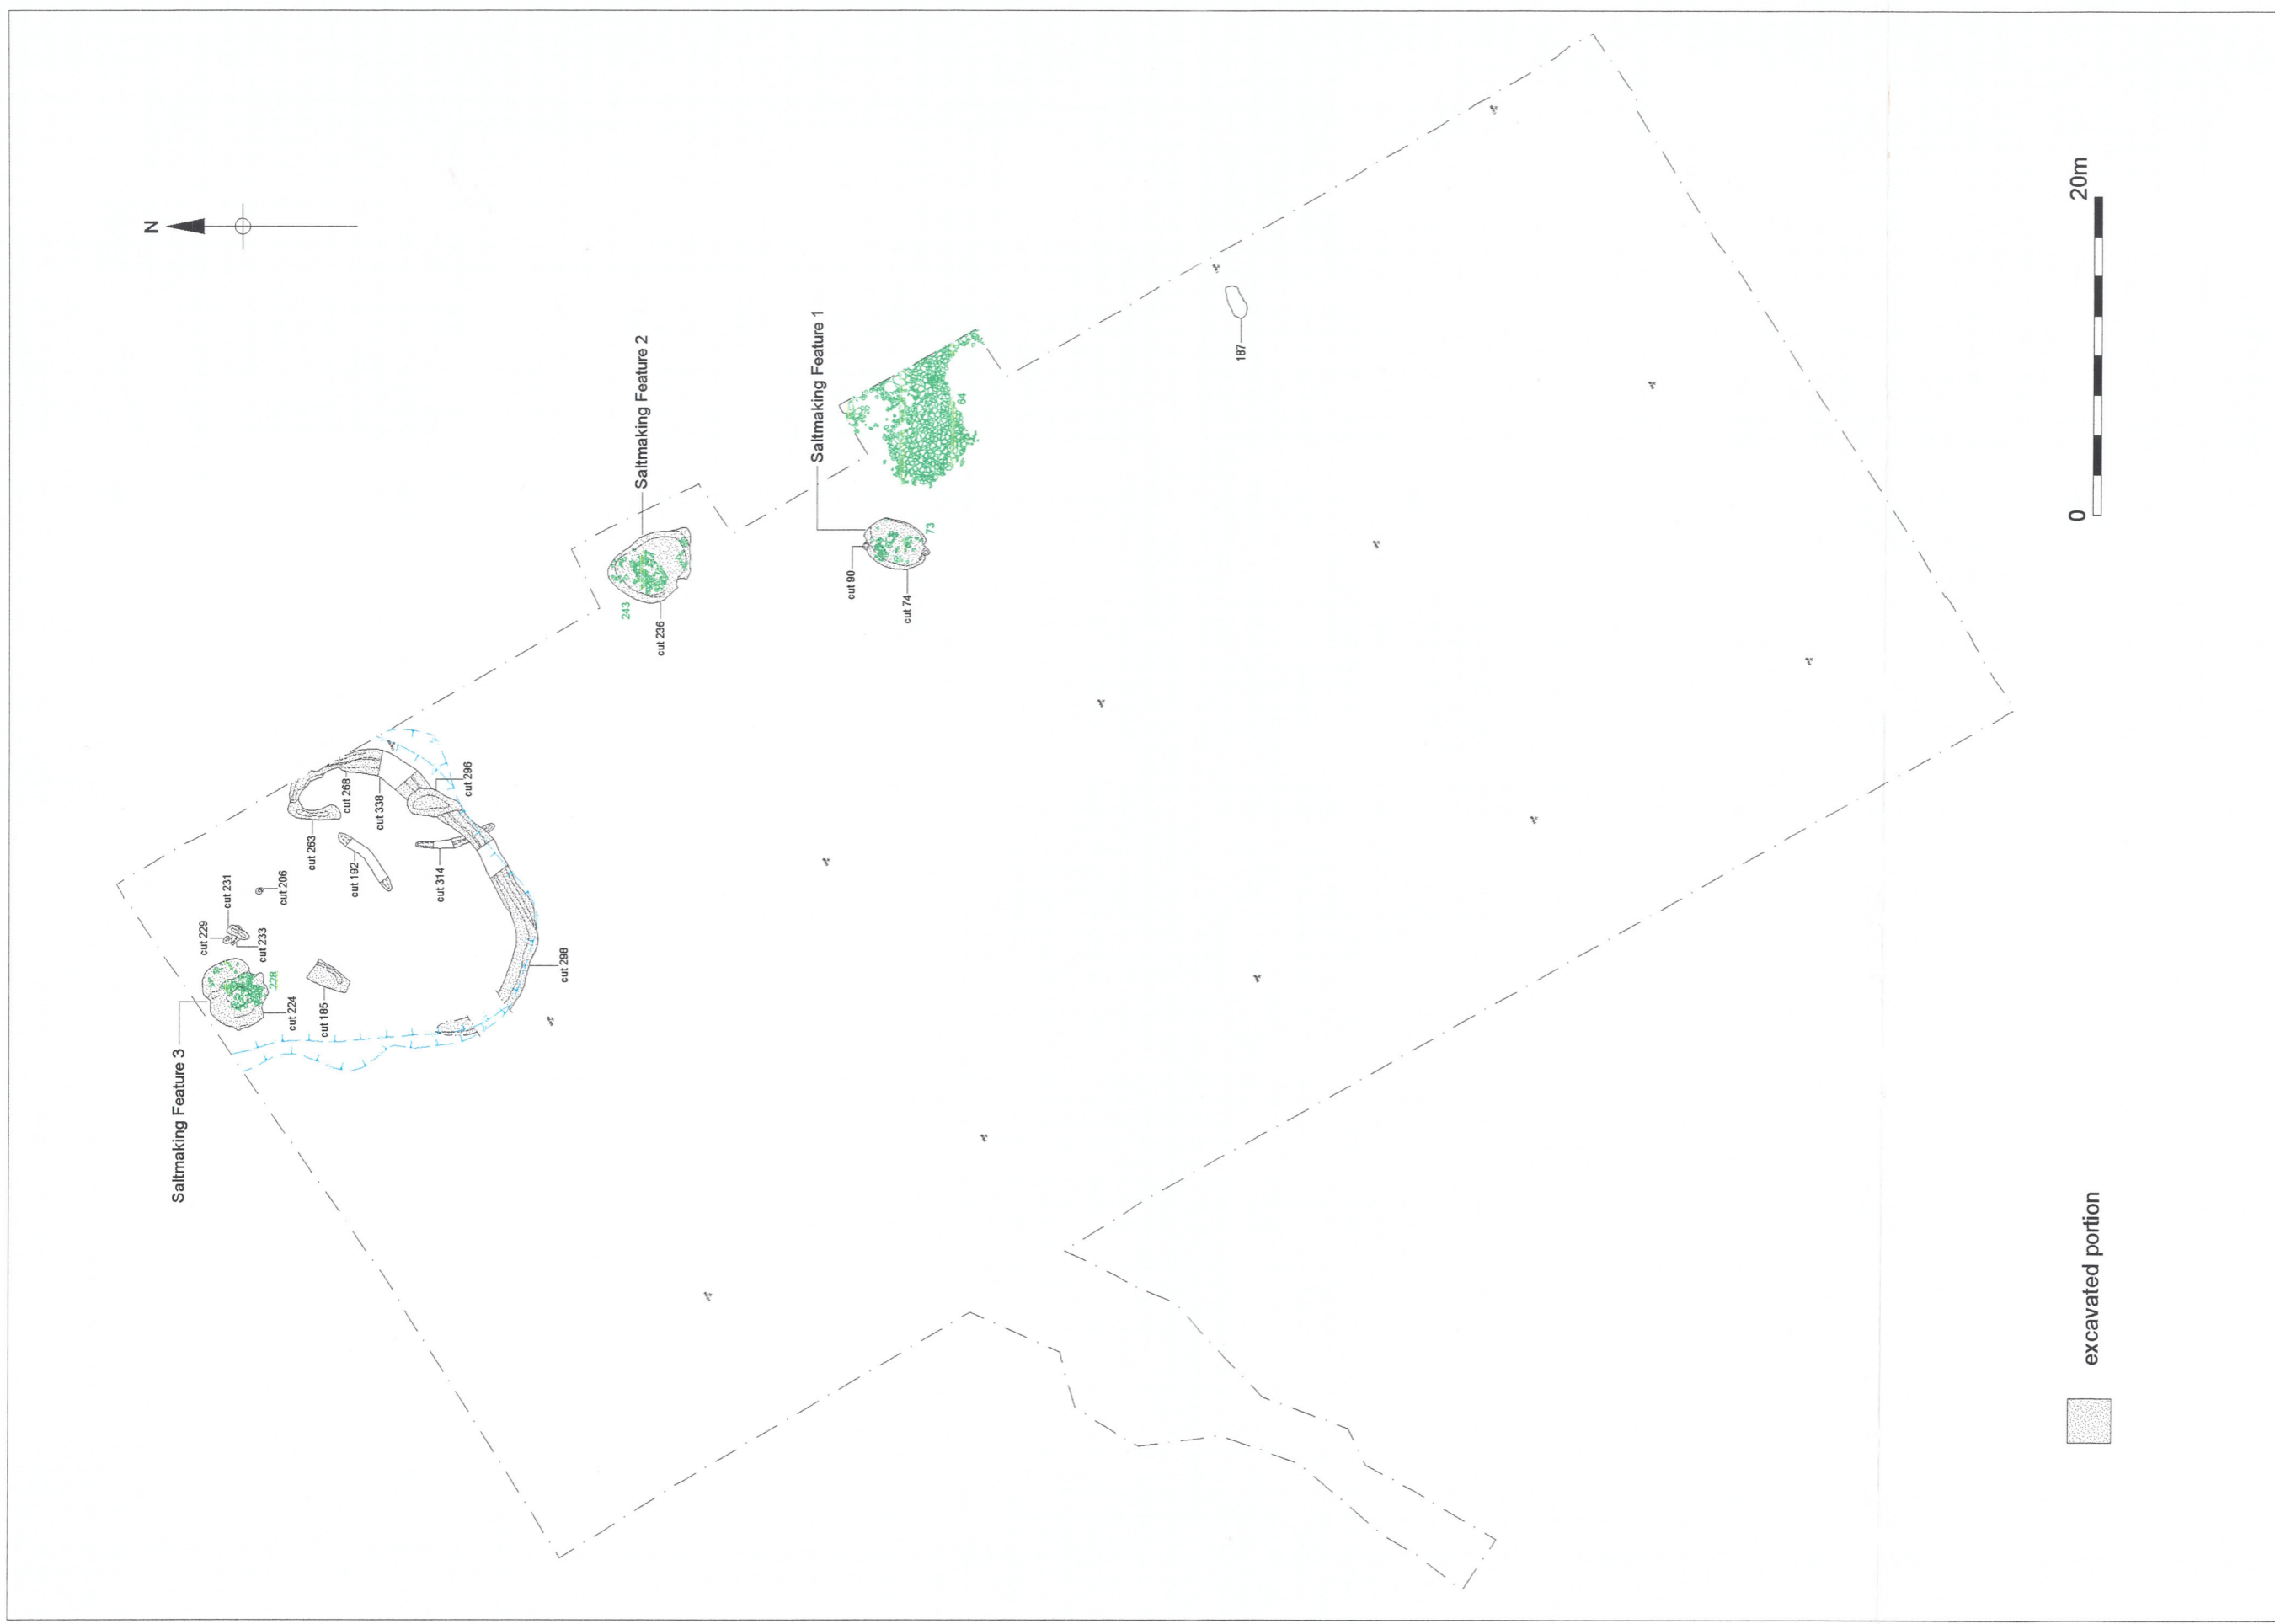 N
Saltmaking Feature 3
cut 229
cut 231
cut 206
cut 233
228
cut 224
cut 185
cut 263
cut 192
cut 268
cut 338
cut 314
cut 296
cut 298
Saltmaking Feature 2
243
cut 236
Saltmaking Feature 1
cut 90
cut 74
73
64
187
0
20m
excavated portion